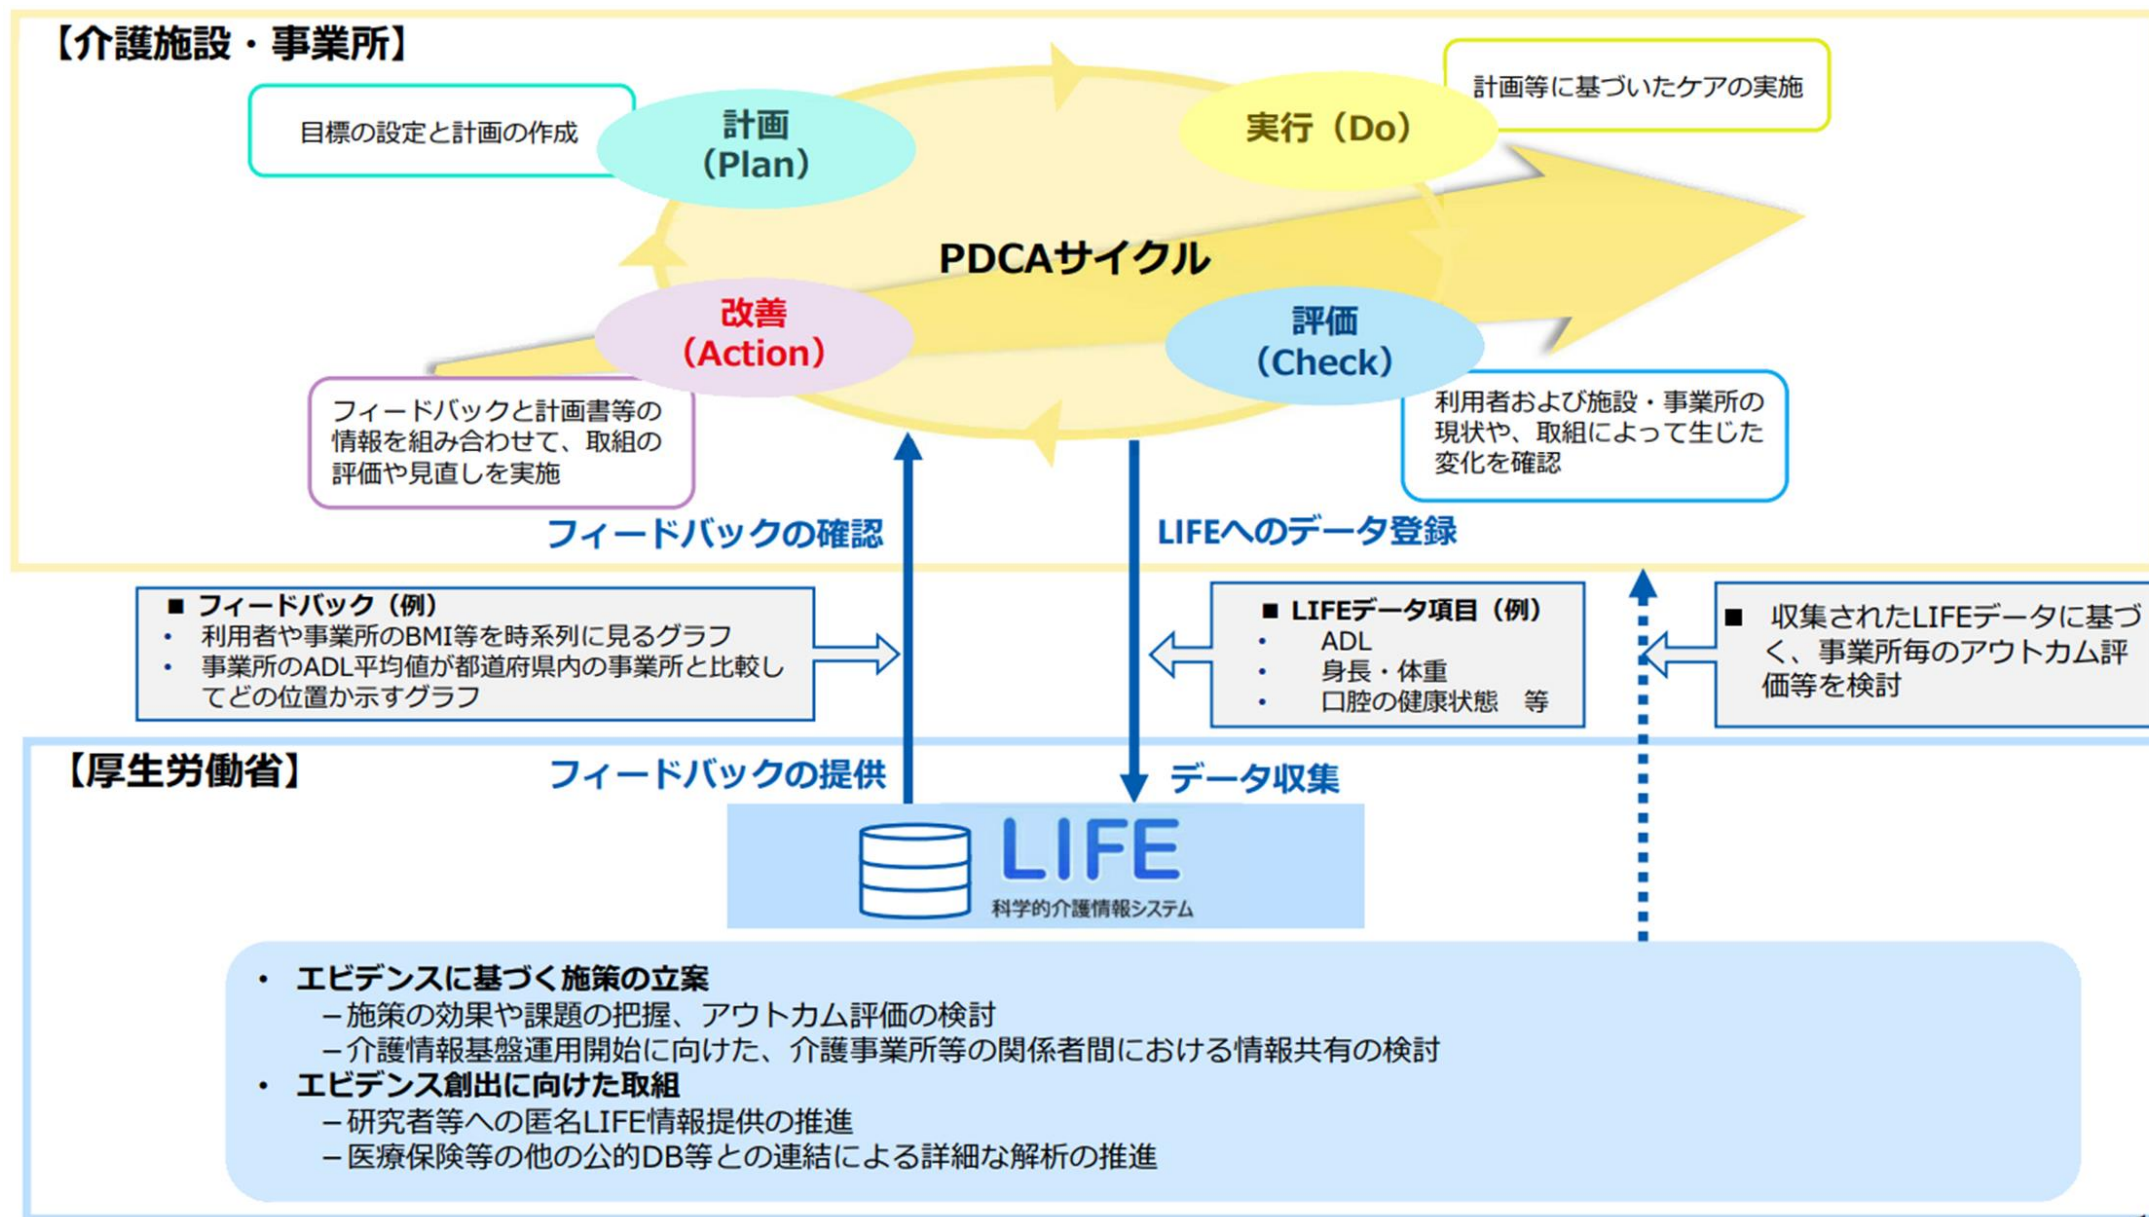 【介護施設・事業所】
目標の設定と計画の作成
計画
（Plan）
実行（Do）
計画等に基づいたケアの実施
PDCAサイクル
改善
（Action）
評価
（Check）
フィードバックと計画書等の
情報を組み合わせて、取組の
評価や見直しを実施
利用者および施設・事業所の
現状や、取組によって生じた
変化を確認
フィードバックの確認
LIFEへのデータ登録
■ フィードバック（例）
• 利用者や事業所のBMI等を時系列に見るグラフ
• 事業所のADL平均値が都道府県内の事業所と比較し
てどの位置か示すグラフ
■ LIFEデータ項目（例）
• ADL
• 身長・体重
• 口腔の健康状態　等
■ 収集されたLIFEデータに基づ
く、事業所毎のアウトカム評
価等を検討
【厚生労働省】
フィードバックの提供
データ収集
LIFE
科学的介護情報システム
• エビデンスに基づく施策の立案
－施策の効果や課題の把握、アウトカム評価の検討
－介護情報基盤運用開始に向けた、介護事業所等の関係者間における情報共有の検討
• エビデンス創出に向けた取組
－研究者等への匿名LIFE情報提供の推進
－医療保険等の他の公的DB等との連結による詳細な解析の推進